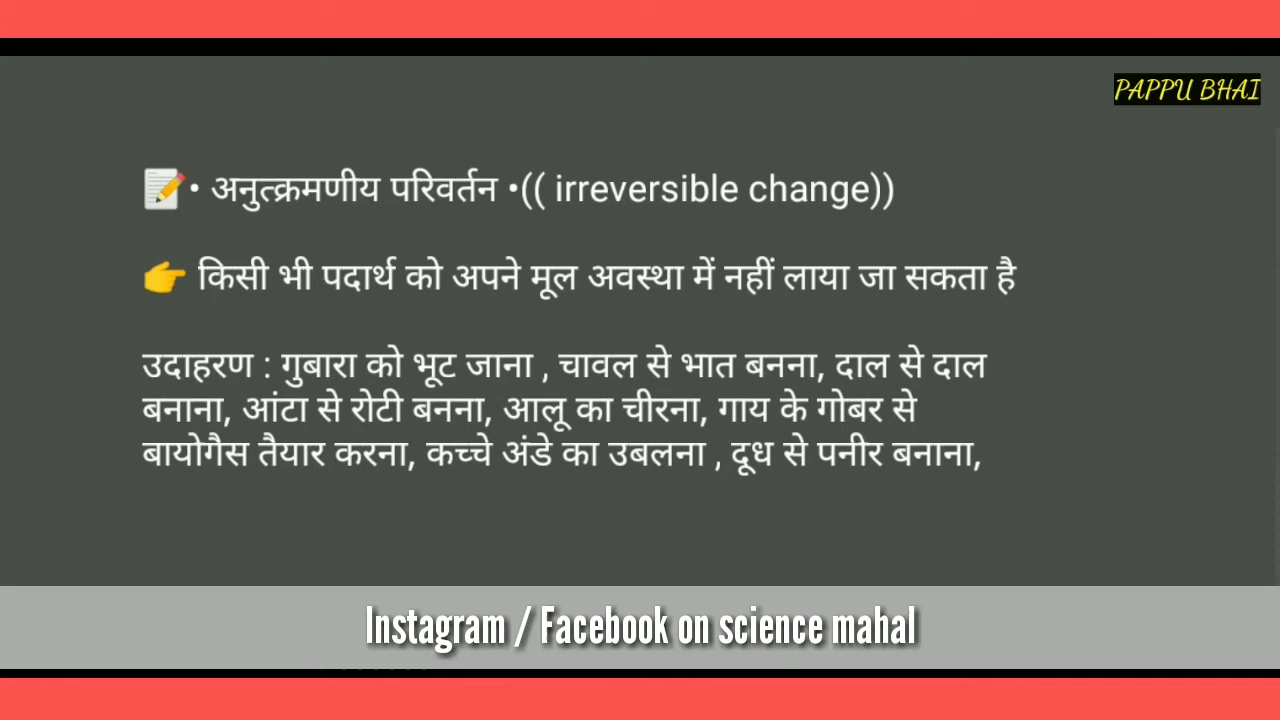 PAPPU BHAI
📝• अनुत्क्रमणीय परिवर्तन •(( irreversible change))
👉 किसी भी पदार्थ को अपने मूल अवस्था में नहीं लाया जा सकता है
उदाहरण : गुबारा को भूट जाना , चावल से भात बनना, दाल से दाल
बनाना, आंटा से रोटी बनना, आलू का चीरना, गाय के गोबर से
बायोगैस तैयार करना, कच्चे अंडे का उबलना , दूध से पनीर बनाना,
Instagram / Facebook on science mahal